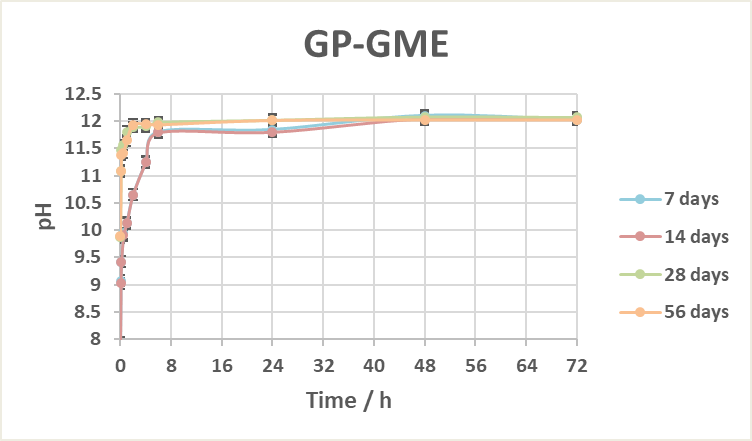 GP-GME
12.5
12
11.5
11
10.5
10
9.5
9
8.5
8
pH
0 8 16 24 32 40 48 56 64 72
Time / h
7 days
14 days
28 days
56 days